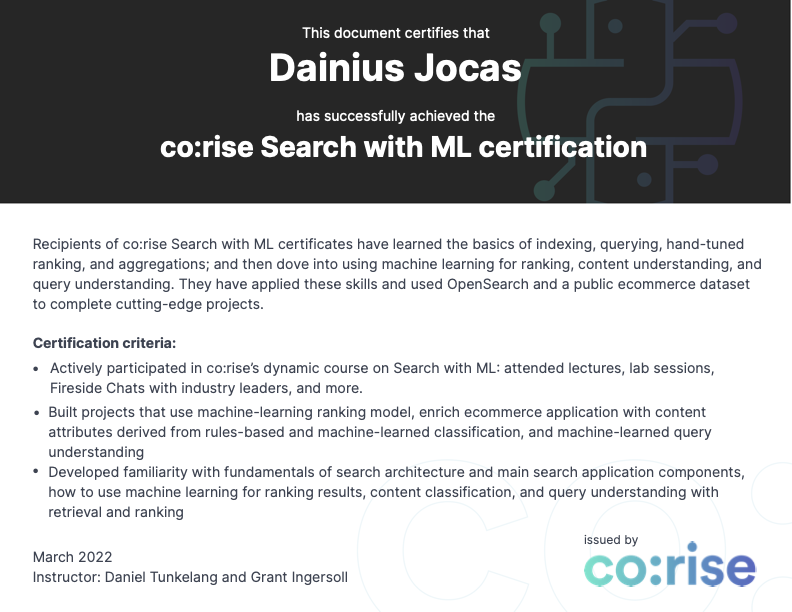 This document certifies that
Dainius Jocas
has successfully achieved the
co:rise Search with ML certification
Recipients of co:rise Search with ML certificates have learned the basics of indexing, querying, hand-tuned
ranking, and aggregations; and then dove into using machine learning for ranking, content understanding, and
query understanding. They have applied these skills and used OpenSearch and a public ecommerce dataset
to complete cutting-edge projects.
Certification criteria:
• Actively participated in co:rise’s dynamic course on Search with ML: attended lectures, lab sessions,
Fireside Chats with industry leaders, and more.
• Built projects that use machine-learning ranking model, enrich ecommerce application with content
attributes derived from rules-based and machine-learned classification, and machine-learned query
understanding
• Developed familiarity with fundamentals of search architecture and main search application components,
how to use machine learning for ranking results, content classification, and query understanding with
retrieval and ranking
March 2022
Instructor: Daniel Tunkelang and Grant Ingersoll
issued by
co:rise
co: